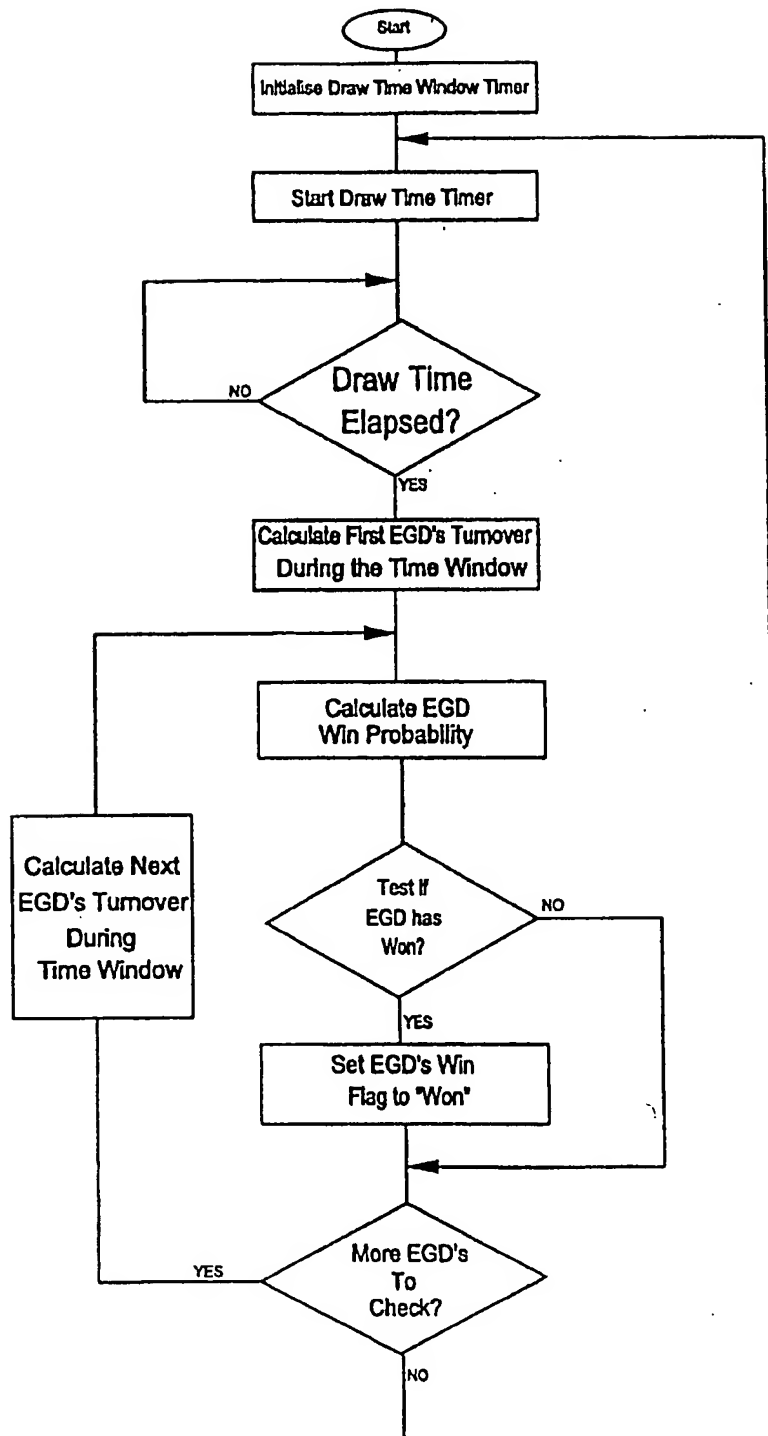 Start
Initialise Draw Time Window Timer
Start Draw Time Timer
Draw Time
Elapsed?
NO
YES
Calculate First EGD's Turnover
During the Time Window
Calculate EGD
Win Probability
Calculate Next
EGD's Turnover
During
Time Window
Test if
EGD has
Won?
NO
YES
Set EGD's Win
Flag to "Won"
More EGD's
To
Check?
YES
NO